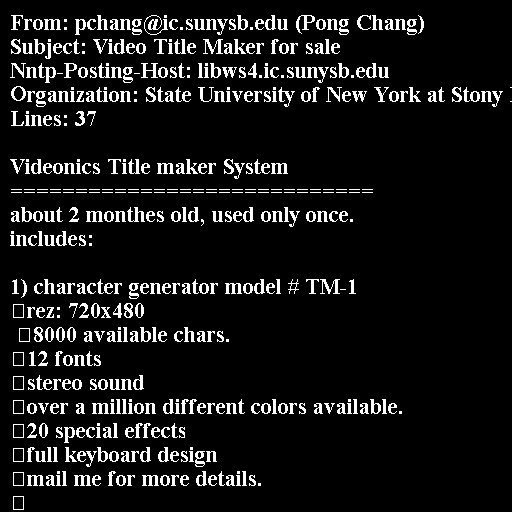 From: pchang@ic.sunysb.edu (Pong Chang)
Subject: Video Title Maker for sale
Nntp-Posting-Host: libws4.ic.sunysb.edu
Organization: State University of New York at Stony
Lines: 37

Videonics Title maker System
============================
about 2 monthes old, used only once.
includes:

1) character generator model # TM-1
□rez: 720x480
□8000 available chars.
□12 fonts
□stereo sound
□over a million different colors available.
□20 special effects
□full keyboard design
□mail me for more details.
□